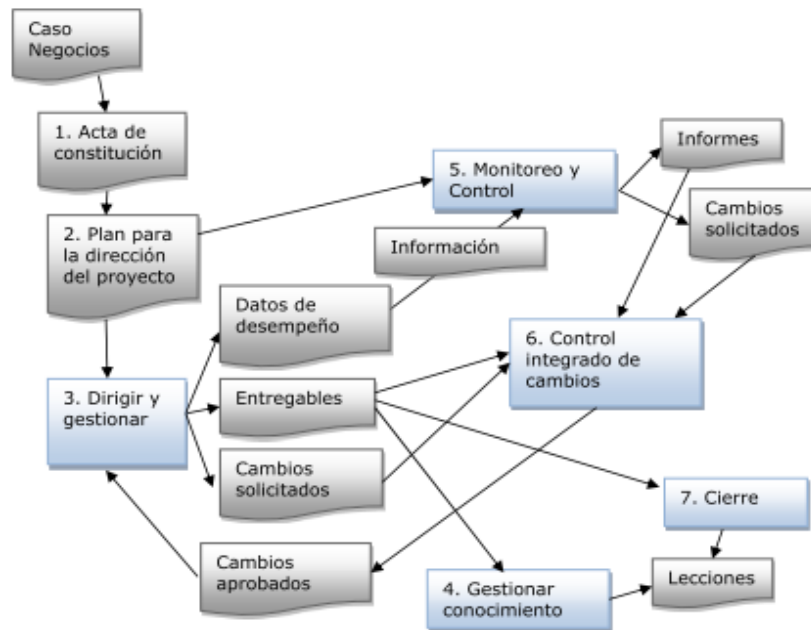 Caso
Negocios
1. Acta de
constitución
2. Plan para
la dirección
del proyecto
3. Dirigir y
gestionar
Datos de
desempeño
Entregables
Cambios
solicitados
Cambios
aprobados
Información
5. Monitoreo y
Control
Informes
Cambios
solicitados
6. Control
integrado de
cambios
7. Cierre
4. Gestionar
conocimiento
Lecciones